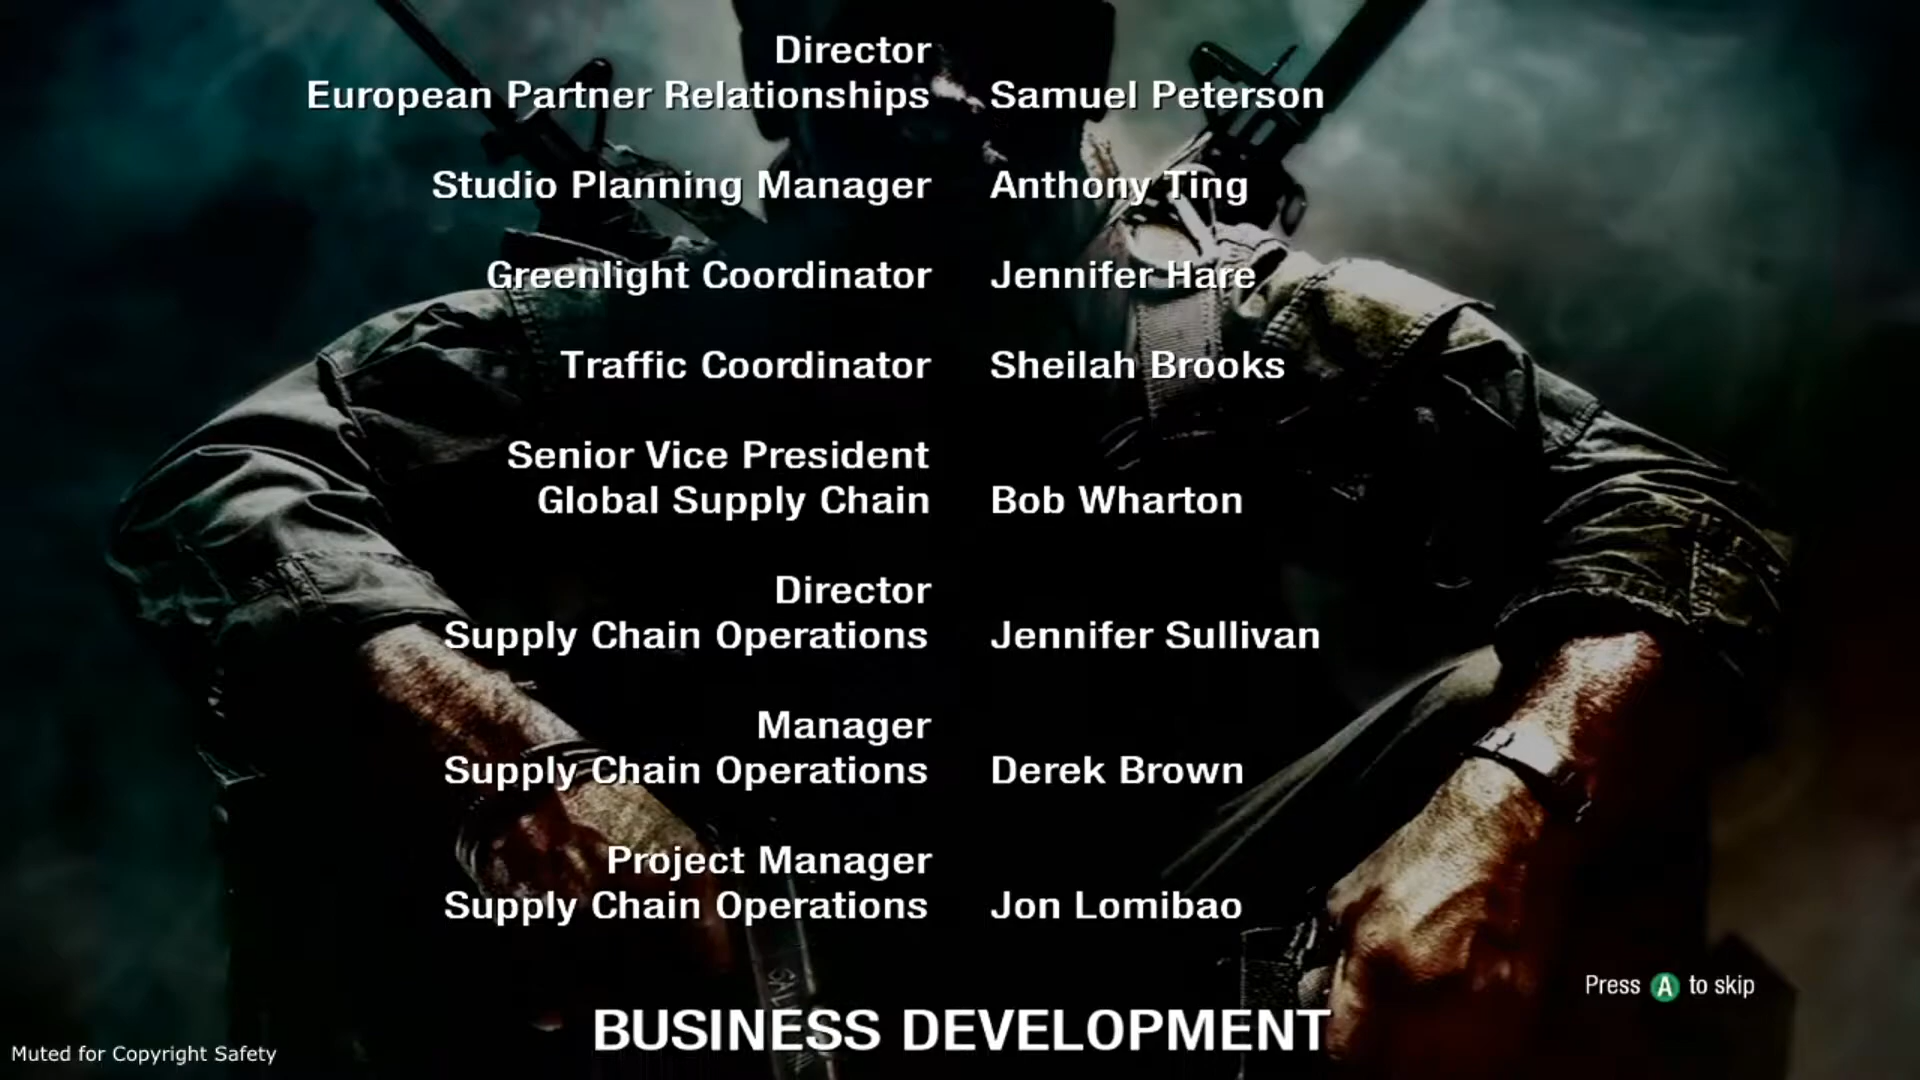 Director
European Partner Relationships Samuel Peterson
Studio Planning Manager Anthony Ting
Greenlight Coordinator Jennifer Hare
Traffic Coordinator Sheilah Brooks
Senior Vice President
Global Supply Chain Bob Wharton
Director
Supply Chain Operations Jennifer Sullivan
Manager
Supply Chain Operations Derek Brown
Project Manager
Supply Chain Operations Jon Lomibao
Press A to skip
BUSINESS DEVELOPMENT
Muted for Copyright Safety